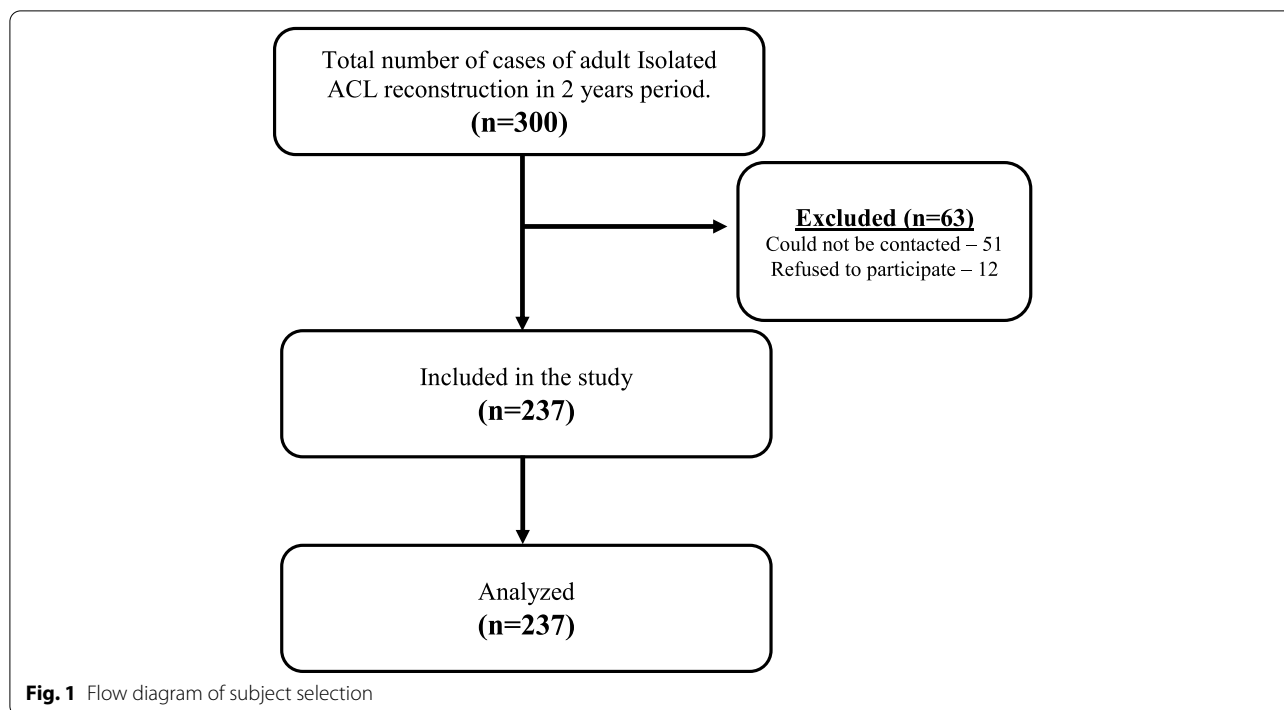 Total number of cases of adult Isolated
ACL reconstruction in 2 years period.
(n=300)
Excluded (n=63)
Could not be contacted – 51
Refused to participate – 12
Included in the study
(n=237)
Analyzed
(n=237)
Fig. 1 Flow diagram of subject selection